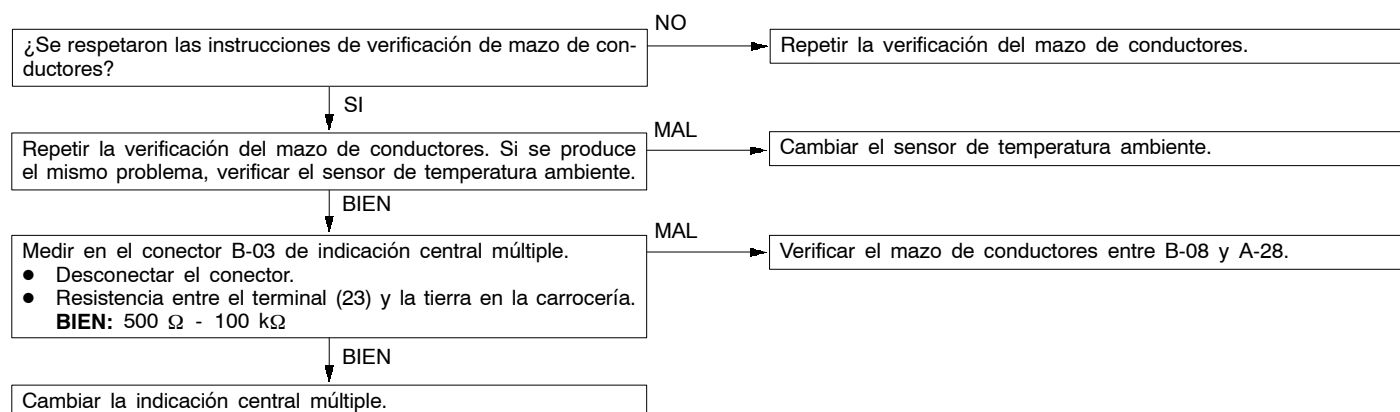 ¿Se respetaron las instrucciones de verificación de mazo de con-
ductores?
NO
Repetir la verificación del mazo de conductores.
SI
Repetir la verificación del mazo de conductores. Si se produce
el mismo problema, verificar el sensor de temperatura ambiente.
MAL
Cambiar el sensor de temperatura ambiente.
BIEN
Medir en el conector B-03 de indicación central múltiple.
● Desconectar el conector.
● Resistencia entre el terminal (23) y la tierra en la carrocería.
BIEN: 500 Ω - 100 kΩ
MAL
Verificar el mazo de conductores entre B-08 y A-28.
BIEN
Cambiar la indicación central múltiple.